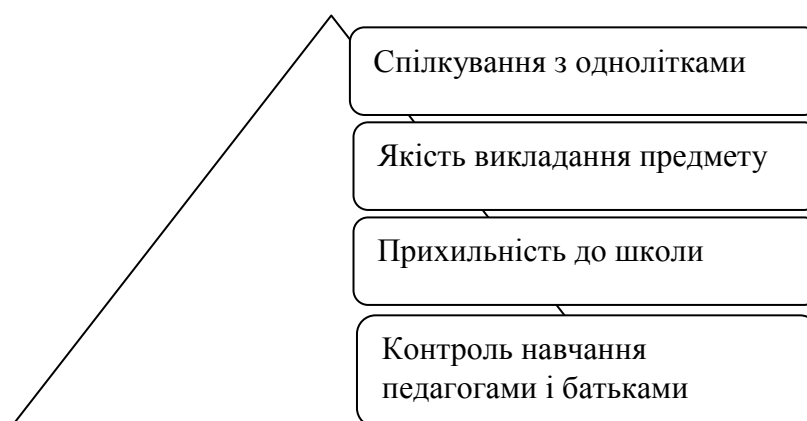 Спілкування з однолітками
Якість викладання предмету
Прихильність до школи
Контроль навчання
педагогами і батьками